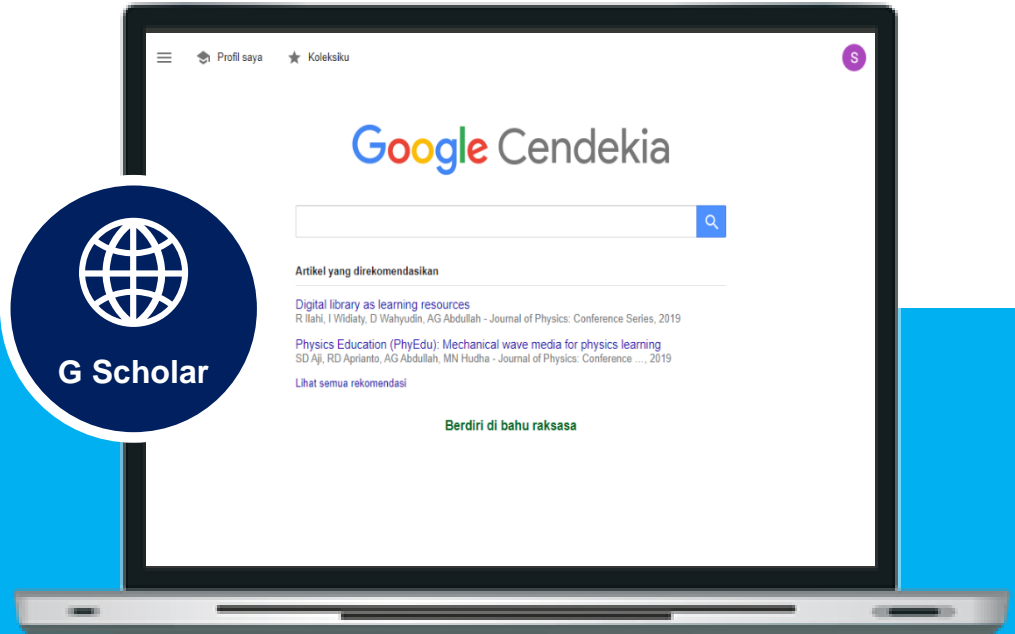 Profil saya
Koleksiku
S
Google Cendekia
Artikel yang direkomendasikan
Digital library as learning resources
R Ilahi, I Widiaty, D Wahyudin, AG Abdullah - Journal of Physics: Conference Series, 2019
Physics Education (PhyEdu): Mechanical wave media for physics learning
SD Aji, RD Aprianto, AG Abdullah, MN Hudha - Journal of Physics: Conference …, 2019
Lihat semua rekomendasi
Berdiri di bahu raksasa
G Scholar